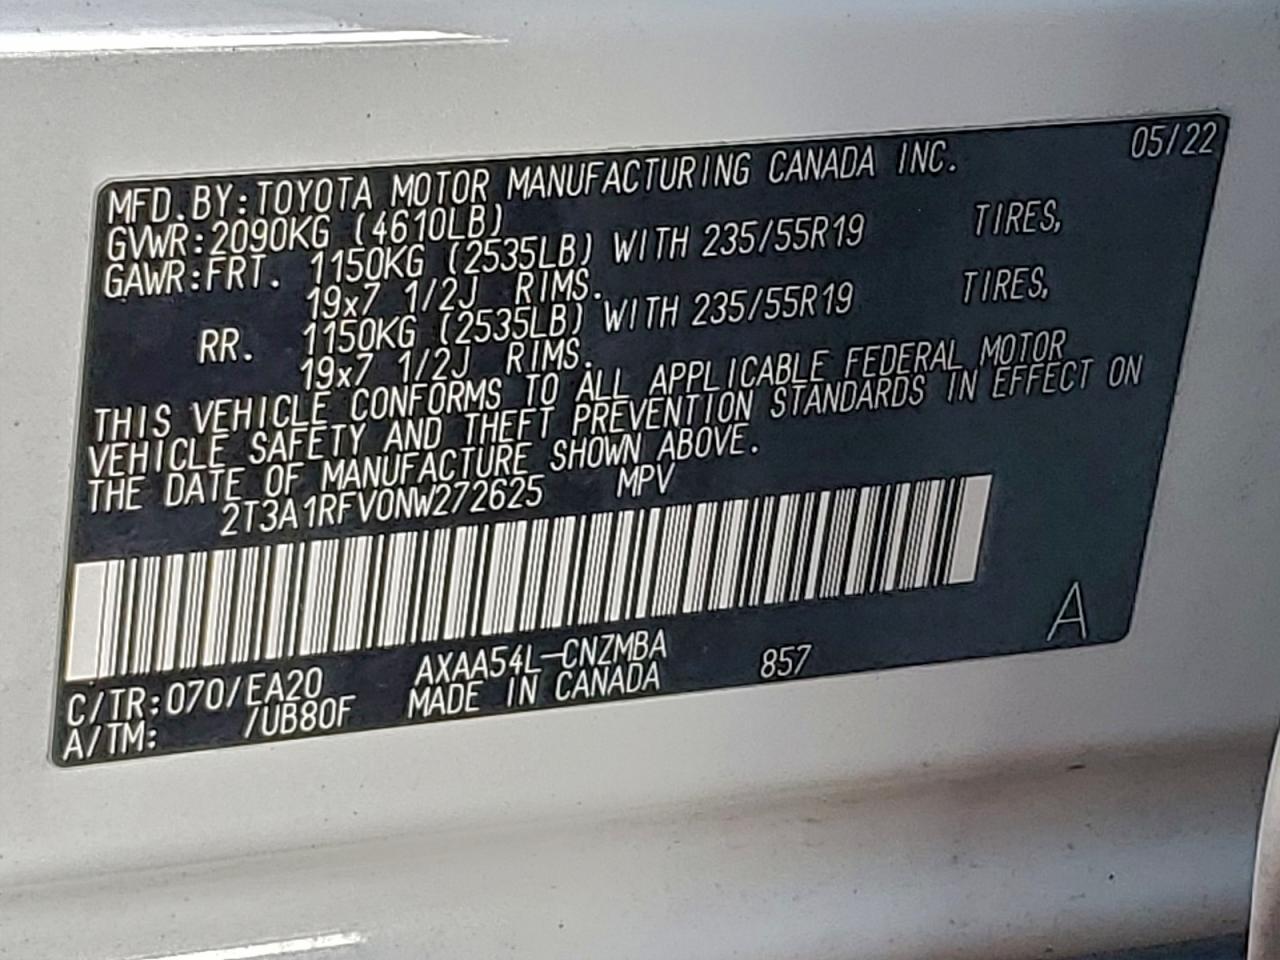 05/22
MFD.BY:TOYOTA MOTOR MANUFACTURING CANADA INC.
GVWR:2090KG (4610LB)
GAWR:FRT. 1150KG (2535LB) WITH 235/55R19 TIRES,
19x7 1/2J RIMS.
RR. 1150KG (2535LB) WITH 235/55R19 TIRES,
19x7 1/2J RIMS.
THIS VEHICLE CONFORMS TO ALL APPLICABLE FEDERAL MOTOR
VEHICLE SAFETY AND THEFT PREVENTION STANDARDS IN EFFECT ON
THE DATE OF MANUFACTURE SHOWN ABOVE.
2T3A1RFV0NW272625 MPV
A
C/TR:070/EA20 AXAA54L-CNZMBA 857
A/TM: /UB80F MADE IN CANADA